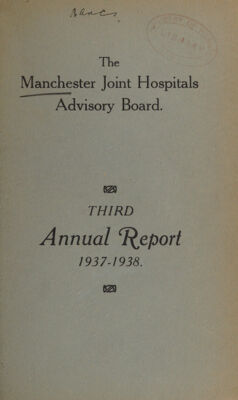 The
Manchester Joint Hospitals
Advisory Board.
THIRD
Annual Report
1937-1938.